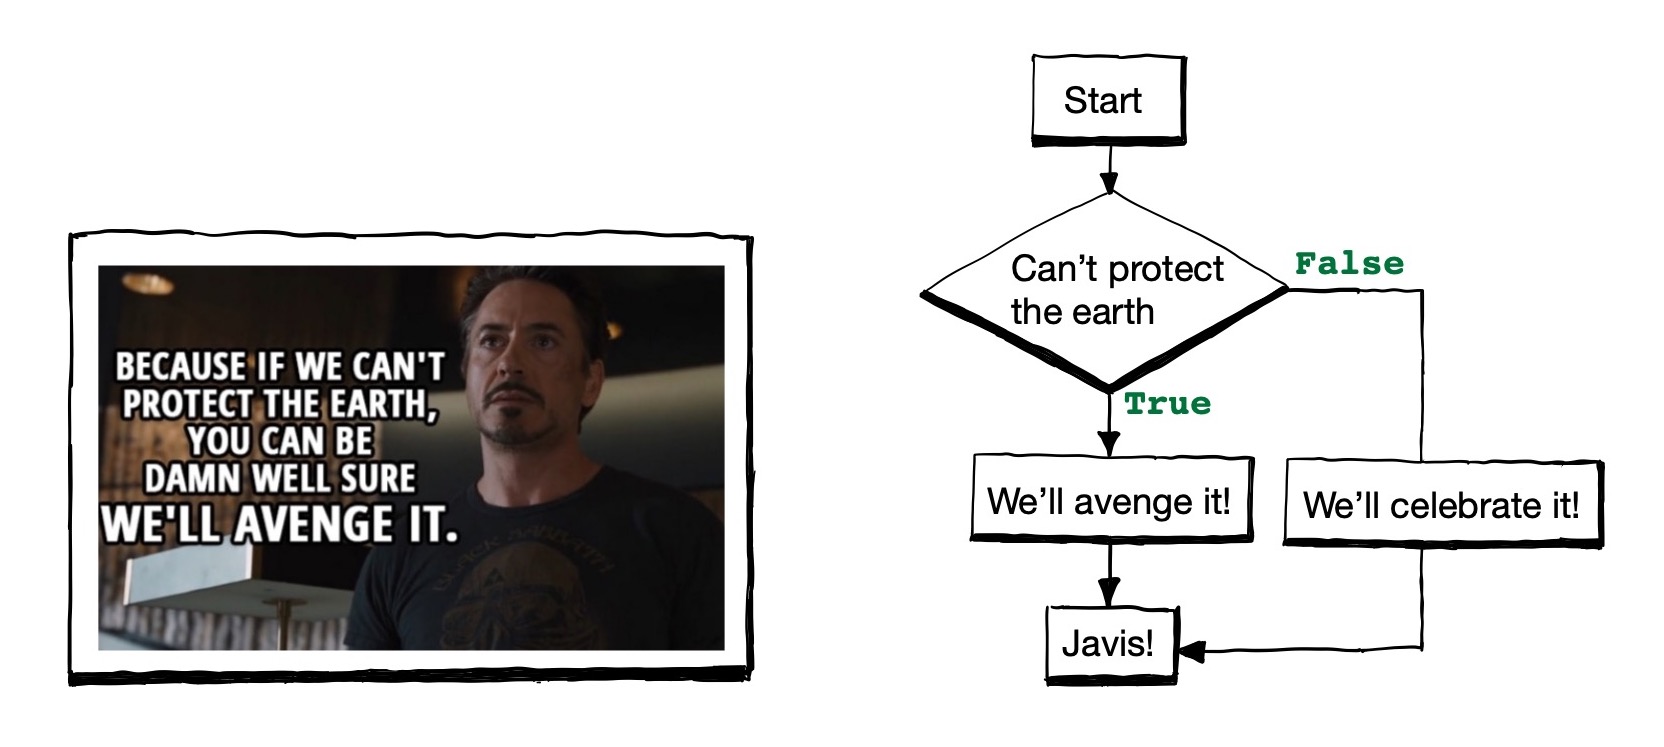 BECAUSE IF WE CAN'T
PROTECT THE EARTH,
YOU CAN BE
DAMN WELL SURE
WE'LL AVENGE IT.
Start
Can’t protect
the earth
False
True
We’ll avenge it!
We’ll celebrate it!
Javis!